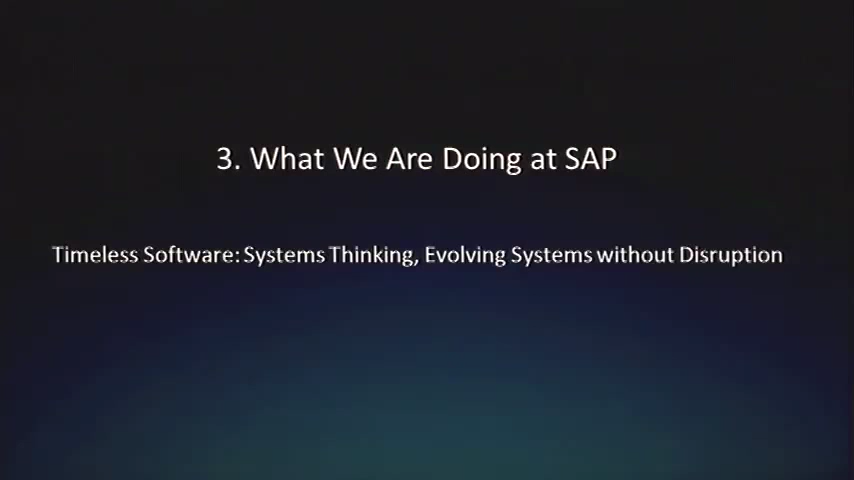 3. What We Are Doing at SAP
Timeless Software: Systems Thinking, Evolving Systems without Disruption